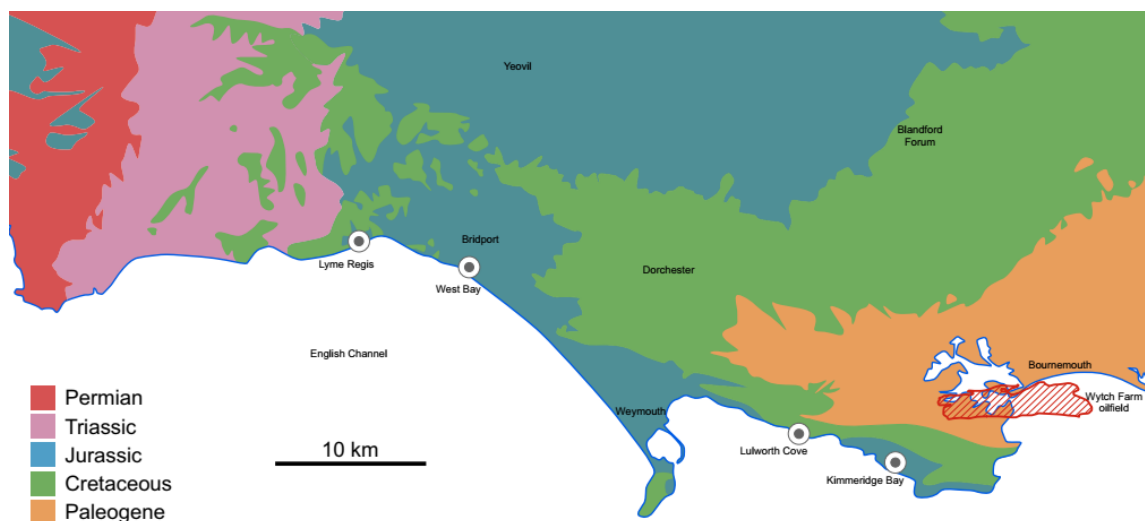 Yeovil
Blandford
Forum
Bridport
Lyme Regis
West Bay
Dorchester
English Channel
Bournemouth
Wytch Farm
oilfield
Weymouth
Lulworth Cove
Kimmeridge Bay
Permian
Triassic
Jurassic
Cretaceous
Paleogene
10 km